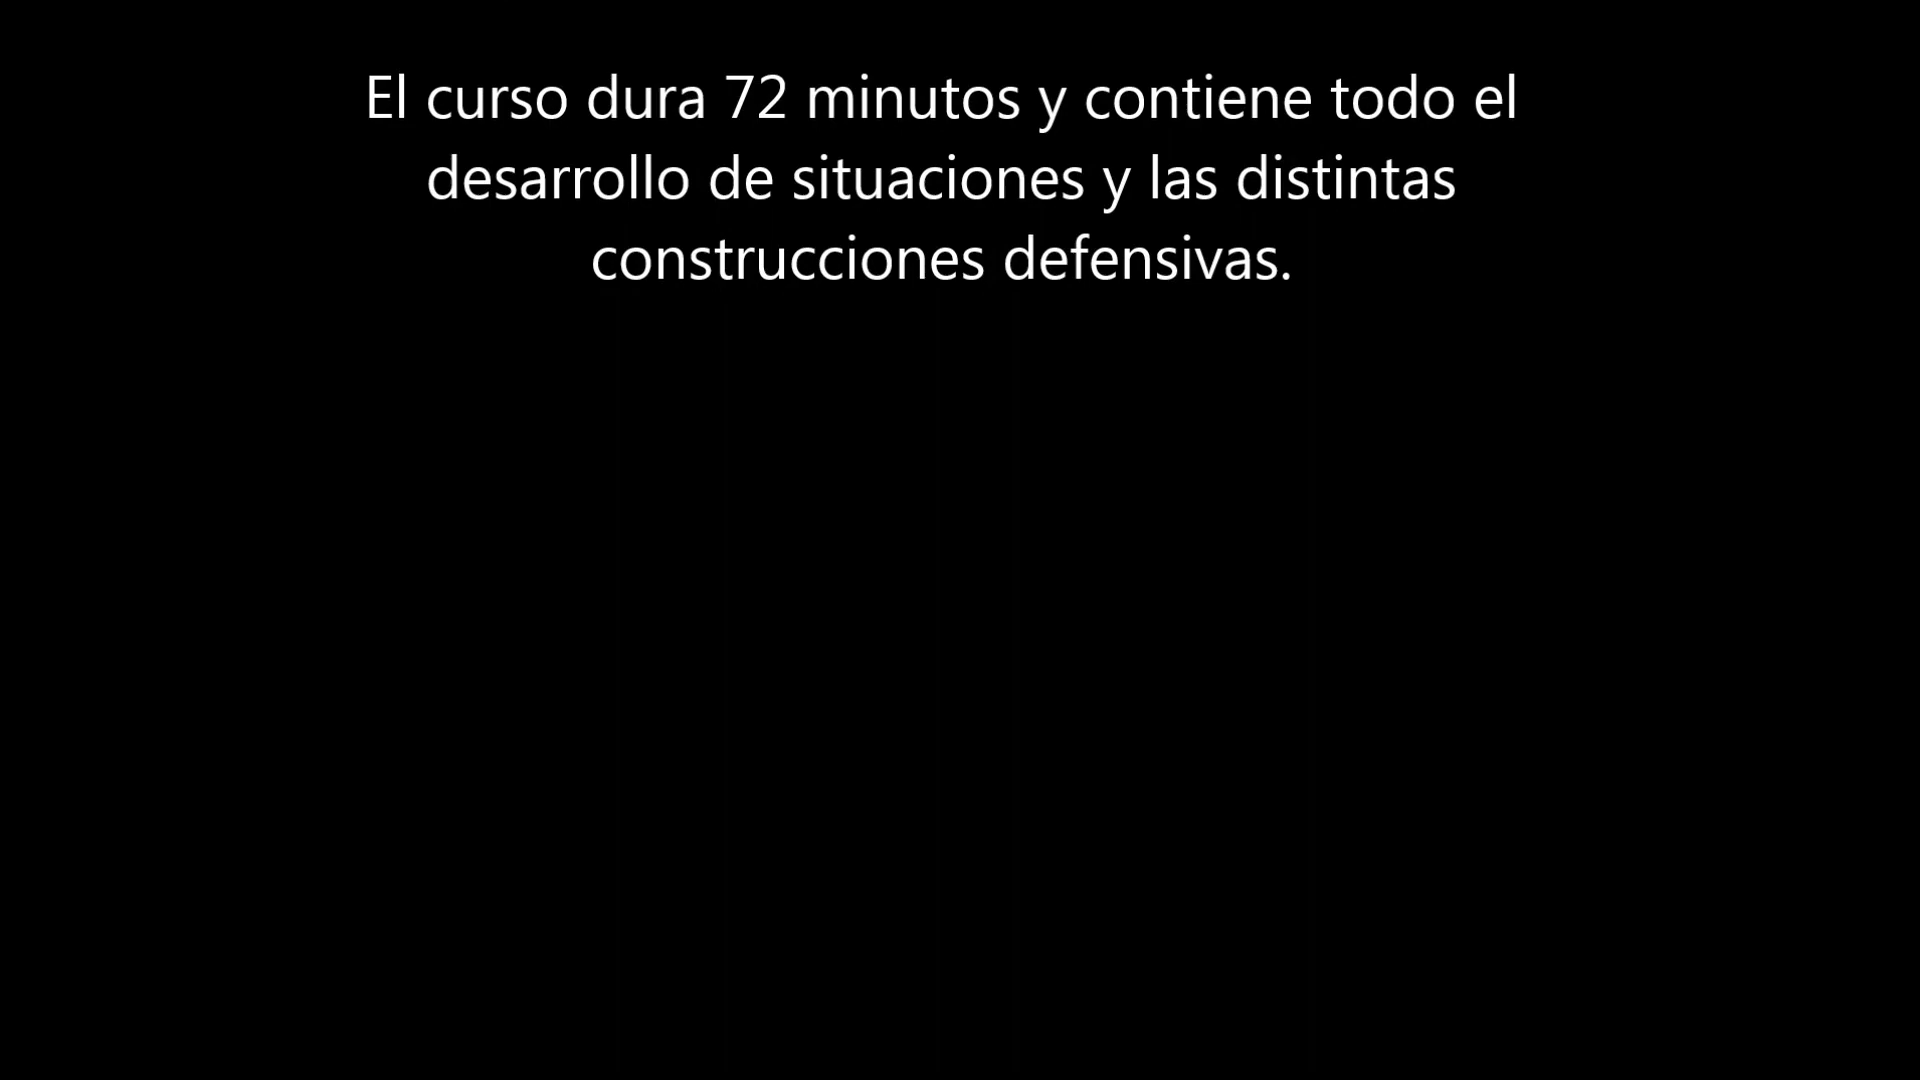 El curso dura 72 minutos y contiene todo el
desarrollo de situaciones y las distintas
construcciones defensivas.